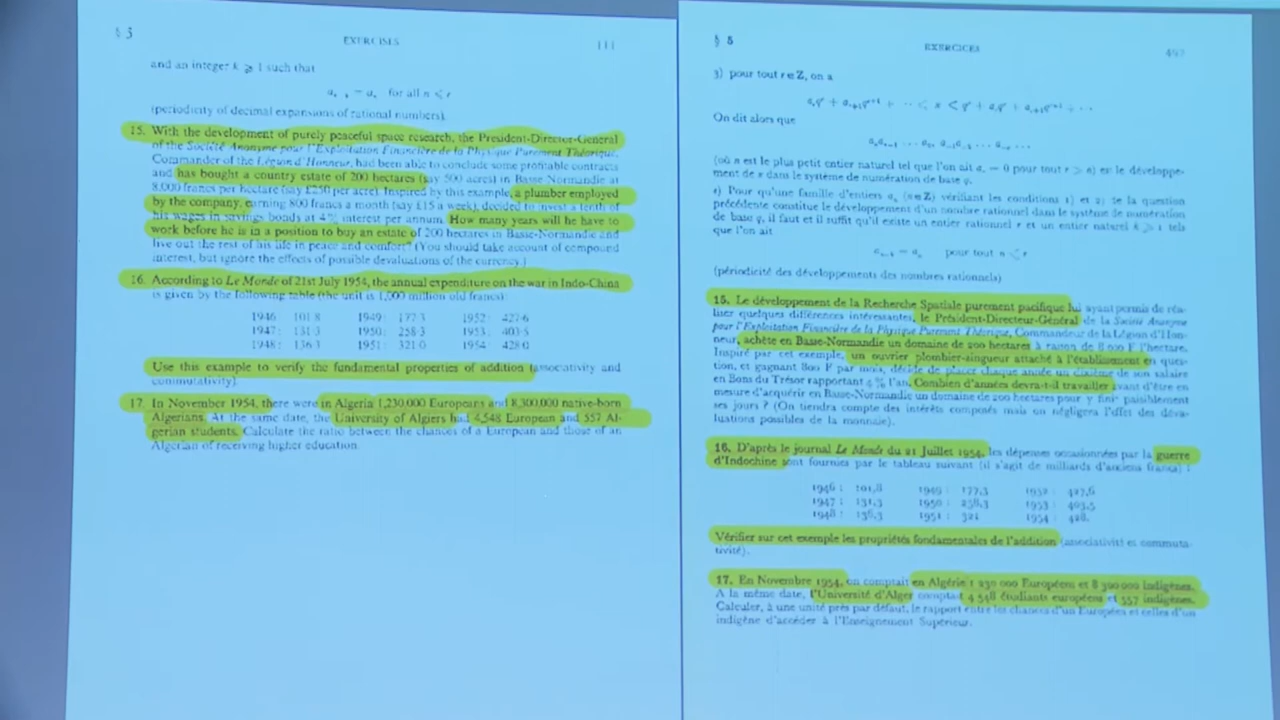 § 3
EXERCISES
111
and an integer k ⩾ 1 such that
for all n ⩽ r
(periodicity of decimal expansions of rational numbers).
15. With the development of purely peaceful space research, the President-Director-General
of the Société Anonyme pour l'Exploitation Financière de la Physique Purement Théorique,
Commander of the Légion d'Honneur, had been able to conclude some profitable contracts
and has bought a country estate of 200 hectares (say 500 acres) in Basse Normandie at
8,000 francs per hectare (say £250 per acre). Inspired by this example, a plumber employed
by the company, earning 800 francs a month (say £15 a week), decided to invest a tenth of
his wages in savings bonds at 4% interest per annum. How many years will he have to
work before he is in a position to buy an estate of 200 hectares in Basse-Normandie and
live out the rest of his life in peace and comfort? (You should take account of compound
interest, but ignore the effects of possible devaluations of the currency.)
16. According to Le Monde of 21st July 1954, the annual expenditure on the war in Indo-China
is given by the following table (the unit is 1,000 million old francs):
1946 101.8 1949: 177.3 1952: 427.6
1947: 131.3 1950: 258.3 1953: 403.5
1948: 136.3 1951: 321.0 1954: 428.0
Use this example to verify the fundamental properties of addition (associativity and
commutativity).
17. In November 1954, there were in Algeria 1,230,000 Europeans and 8,300,000 native-born
Algerians. At the same date, the University of Algiers had 4,548 European and 557 Al-
gerian students. Calculate the ratio between the chances of a European and those of an
Algerian of receiving higher education.
§ 8
EXERCICES
497
3) pour tout r ∈ Z, on a
On dit alors que
(où n est le plus petit entier naturel tel que l'on ait = 0 pour tout r > n) est le développe-
ment de x dans le système de numération de base q.
e) Pour qu'une famille d'entiers aₙ (n∈Z) vérifiant les conditions 1) et 2) de la question
précédente constitue le développement d'un nombre rationnel dans le système de numération
de base q, il faut et il suffit qu'il existe un entier rationnel r et un entier naturel k ⩾ 1 tels
que l'on ait
pour tout n ⩽ r
(périodicité des développements des nombres rationnels)
15. Le développement de la Recherche Spatiale purement pacifique lui ayant permis de réa-
liser quelques différences intéressantes, le Président-Directeur-Général de la Société Anonyme
pour l'Exploitation Financière de la Physique Purement Théorique, Commandeur de la Légion d'Hon-
neur, achète en Basse-Normandie un domaine de 200 hectares à raison de 8 000 F l'hectare.
Inspiré par cet exemple, un ouvrier plombier-zingueur attaché à l'établissement en ques-
tion, et gagnant 800 F par mois, décide de placer chaque année un dixième de son salaire
en Bons du Trésor rapportant 4 % l'an. Combien d'années devra-t-il travailler avant d'être en
mesure d'acquérir en Basse-Normandie un domaine de 200 hectares pour y finir paisiblement
ses jours ? (On tiendra compte des intérêts composés mais on négligera l'effet des déva-
luations possibles de la monnaie).
16. D'après le journal Le Monde du 21 Juillet 1954, les dépenses occasionnées par la guerre
d'Indochine sont fournies par le tableau suivant (il s'agit de milliards d'anciens francs) :
1946 : 101,8 1949 : 177,3 1952 : 427,6
1947 : 131,3 1950 : 258,3 1953 : 403,5
1948 : 136,3 1951 : 321 1954 : 428.
Vérifier sur cet exemple les propriétés fondamentales de l'addition (associativité et commuta-
tivité).
17. En Novembre 1954, on comptait en Algérie 1 230 000 Européens et 8 300 000 indigènes.
A la même date, l'Université d'Alger comptait 4 548 étudiants européens et 557 indigènes.
Calculer, à une unité près par défaut, le rapport entre les chances d'un Européen et celles d'un
indigène d'accéder à l'Enseignement Supérieur.